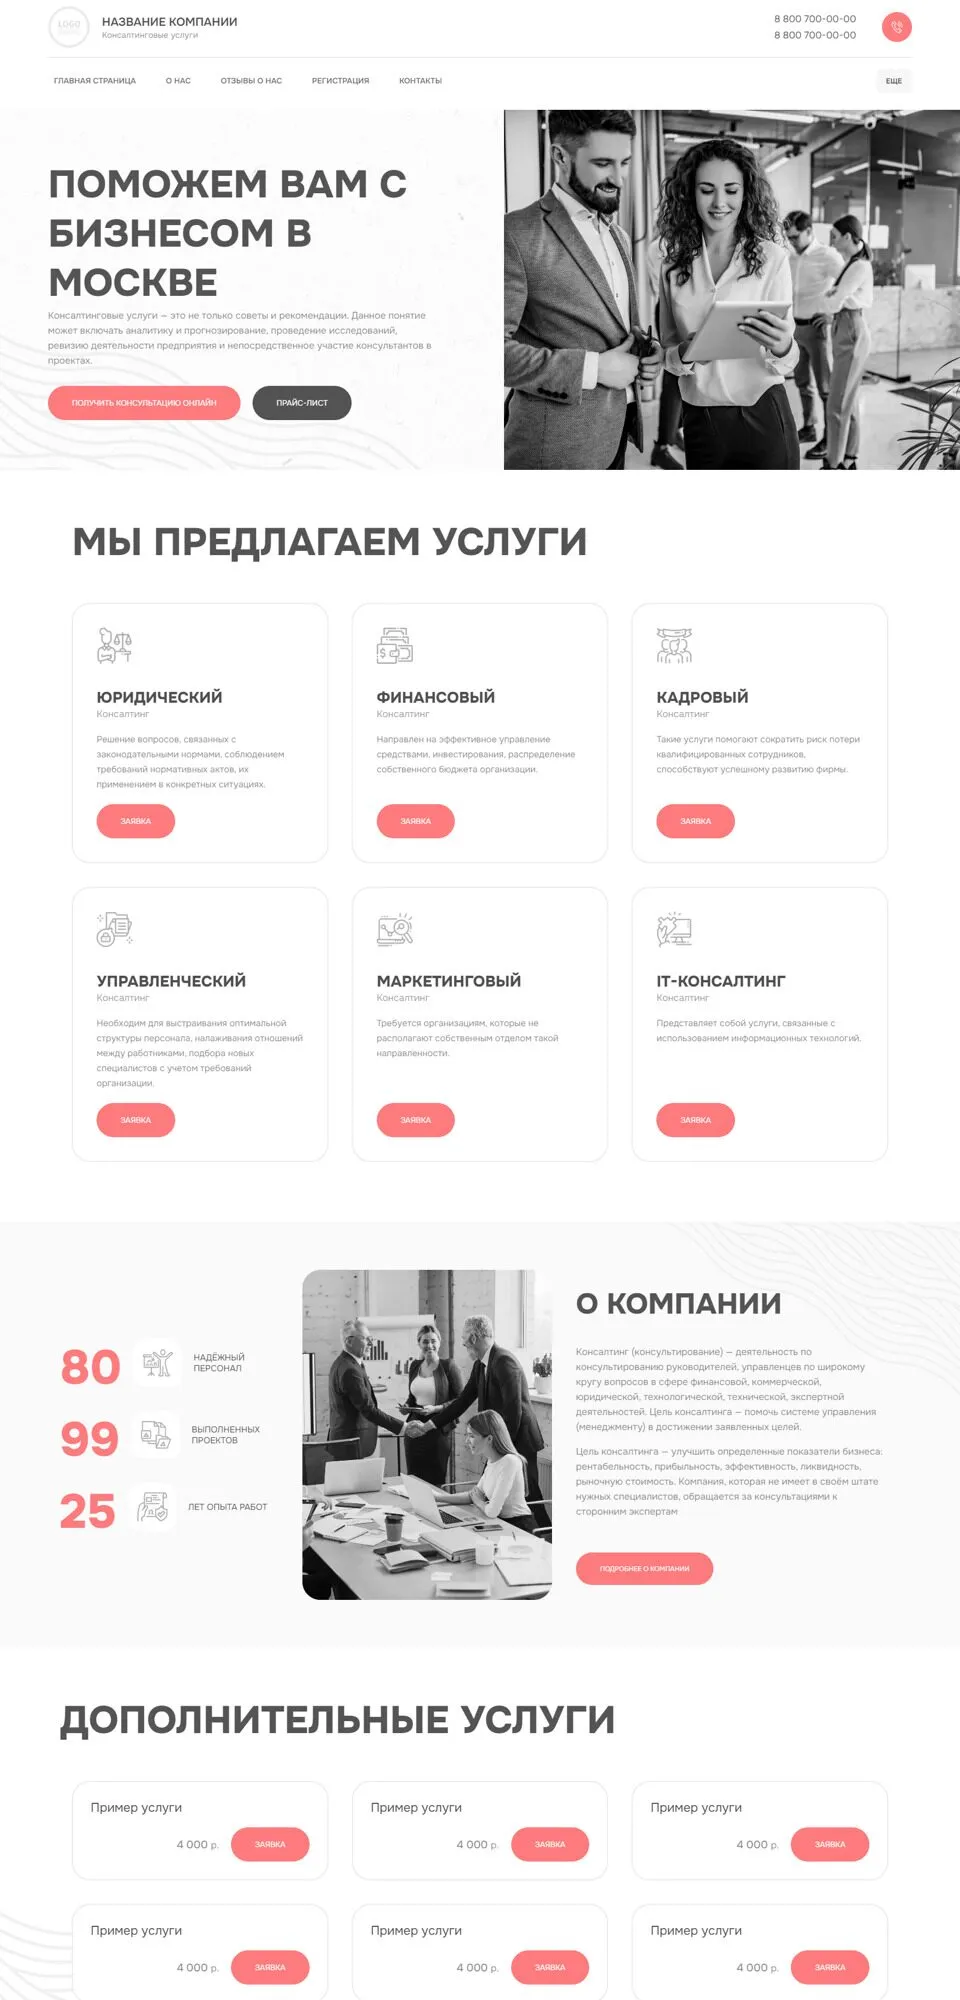 LOGO
НАЗВАНИЕ КОМПАНИИ
Консалтинговые услуги
8 800 700-00-00
8 800 700-00-00
ГЛАВНАЯ СТРАНИЦА
О НАС
ОТЗЫВЫ О НАС
РЕГИСТРАЦИЯ
КОНТАКТЫ
ЕЩЕ
ПОМОЖЕМ ВАМ С
БИЗНЕСОМ В
МОСКВЕ
Консалтинговые услуги — это не только советы и рекомендации. Данное понятие
может включать аналитику и прогнозирование, проведение исследований,
ревизию деятельности предприятия и непосредственное участие консультантов в
проектах.
ПОЛУЧИТЬ КОНСУЛЬТАЦИЮ ОНЛАЙН
ПРАЙС-ЛИСТ
МЫ ПРЕДЛАГАЕМ УСЛУГИ
ЮРИДИЧЕСКИЙ
Консалтинг
Решение вопросов, связанных с
законодательными нормами, соблюдением
требований нормативных актов, их
применением в конкретных ситуациях.
ЗАЯВКА
ФИНАНСОВЫЙ
Консалтинг
Направлен на эффективное управление
средствами, инвестирования, распределение
собственного бюджета организации.
ЗАЯВКА
КАДРОВЫЙ
Консалтинг
Такие услуги помогают сократить риск потери
квалифицированных сотрудников,
способствуют успешному развитию фирмы.
ЗАЯВКА
УПРАВЛЕНЧЕСКИЙ
Консалтинг
Необходим для выстраивания оптимальной
структуры персонала, налаживания отношений
между работниками, подбора новых
специалистов с учетом требований
организации.
ЗАЯВКА
МАРКЕТИНГОВЫЙ
Консалтинг
Требуется организациям, которые не
располагают собственным отделом такой
направленности.
ЗАЯВКА
IT-КОНСАЛТИНГ
Консалтинг
Представляет собой услуги, связанные с
использованием информационных технологий.
ЗАЯВКА
80
НАДЁЖНЫЙ
ПЕРСОНАЛ
99
ВЫПОЛНЕННЫХ
ПРОЕКТОВ
25
ЛЕТ ОПЫТА РАБОТ
О КОМПАНИИ
Консалтинг (консультирование) — деятельность по
консультированию руководителей, управленцев по широкому
кругу вопросов в сфере финансовой, коммерческой,
юридической, технологической, технической, экспертной
деятельностей. Цель консалтинга — помочь системе управления
(менеджменту) в достижении заявленных целей.
Цель консалтинга — улучшить определенные показатели бизнеса:
рентабельность, прибыльность, эффективность, ликвидность,
рыночную стоимость. Компания, которая не имеет в своём штате
нужных специалистов, обращается за консультациями к
сторонним экспертам
ПОДРОБНЕЕ О КОМПАНИИ
ДОПОЛНИТЕЛЬНЫЕ УСЛУГИ
Пример услуги
4 000 р.
ЗАЯВКА
Пример услуги
4 000 р.
ЗАЯВКА
Пример услуги
4 000 р.
ЗАЯВКА
Пример услуги
4 000 р.
ЗАЯВКА
Пример услуги
4 000 р.
ЗАЯВКА
Пример услуги
4 000 р.
ЗАЯВКА